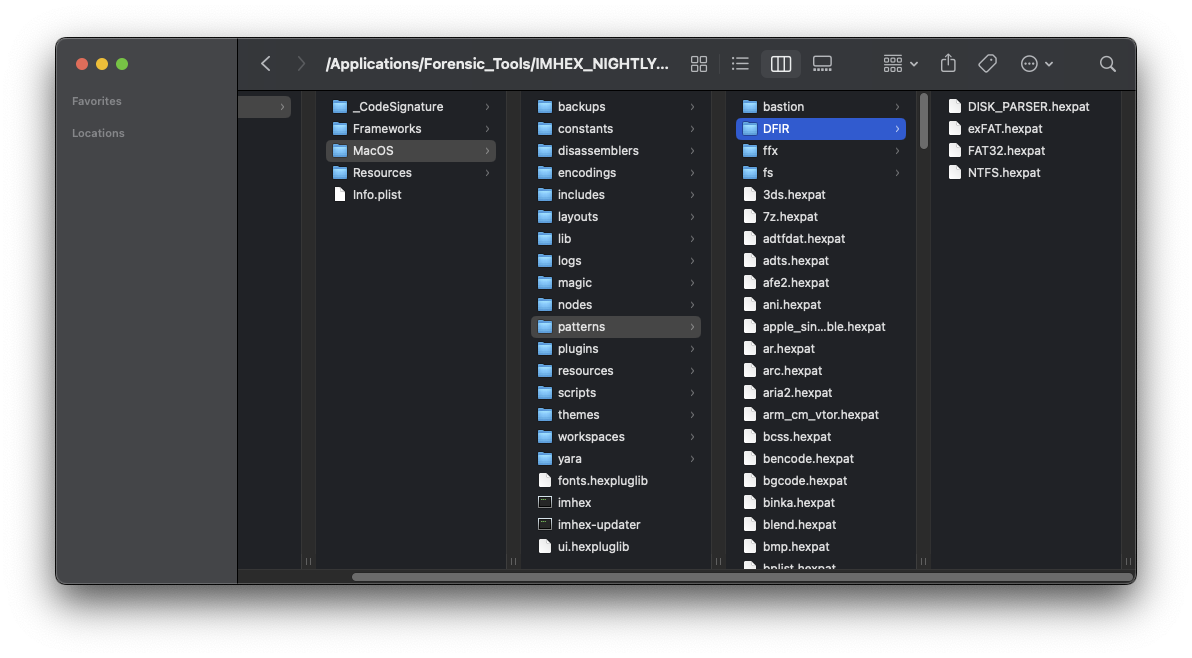 /Applications/Forensic_Tools/IMHEX_NIGHTLY...
Favorites
Locations
_CodeSignature
Frameworks
MacOS
Resources
Info.plist
backups
constants
disassemblers
encodings
includes
layouts
lib
logs
magic
nodes
patterns
plugins
resources
scripts
themes
workspaces
yara
fonts.hexpluglib
imhex
imhex-updater
ui.hexpluglib
bastion
DFIR
ffx
fs
3ds.hexpat
7z.hexpat
adtfdat.hexpat
adts.hexpat
afe2.hexpat
ani.hexpat
apple_sin...ble.hexpat
ar.hexpat
arc.hexpat
aria2.hexpat
arm_cm_vtor.hexpat
bcss.hexpat
bencode.hexpat
bgcode.hexpat
binka.hexpat
blend.hexpat
bmp.hexpat
bplist.hexpat
DISK_PARSER.hexpat
exFAT.hexpat
FAT32.hexpat
NTFS.hexpat